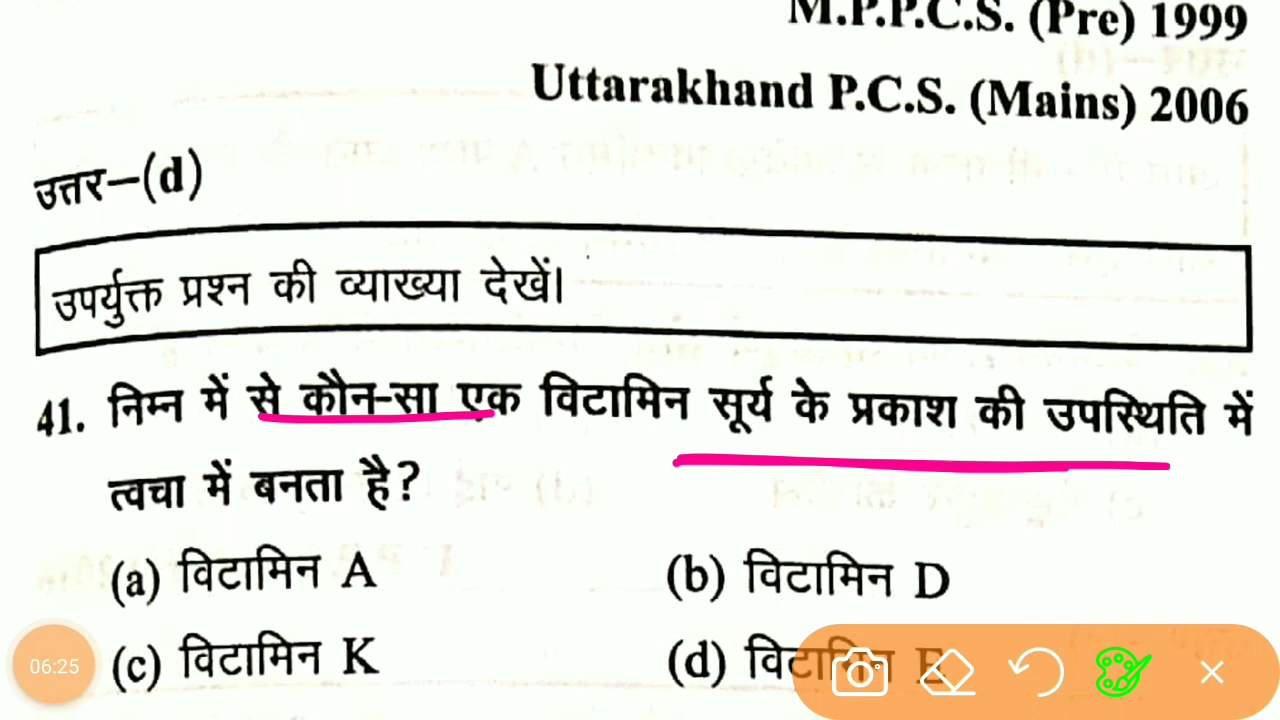 M.P.P.C.S. (Pre) 1999
Uttarakhand P.C.S. (Mains) 2006
उत्तर–(d)
उपर्युक्त प्रश्न की व्याख्या देखें।
41. निम्न में से कौन-सा एक विटामिन सूर्य के प्रकाश की उपस्थिति में
त्वचा में बनता है?
(a) विटामिन A (b) विटामिन D
(c) विटामिन K (d) विटामिन E
06:25